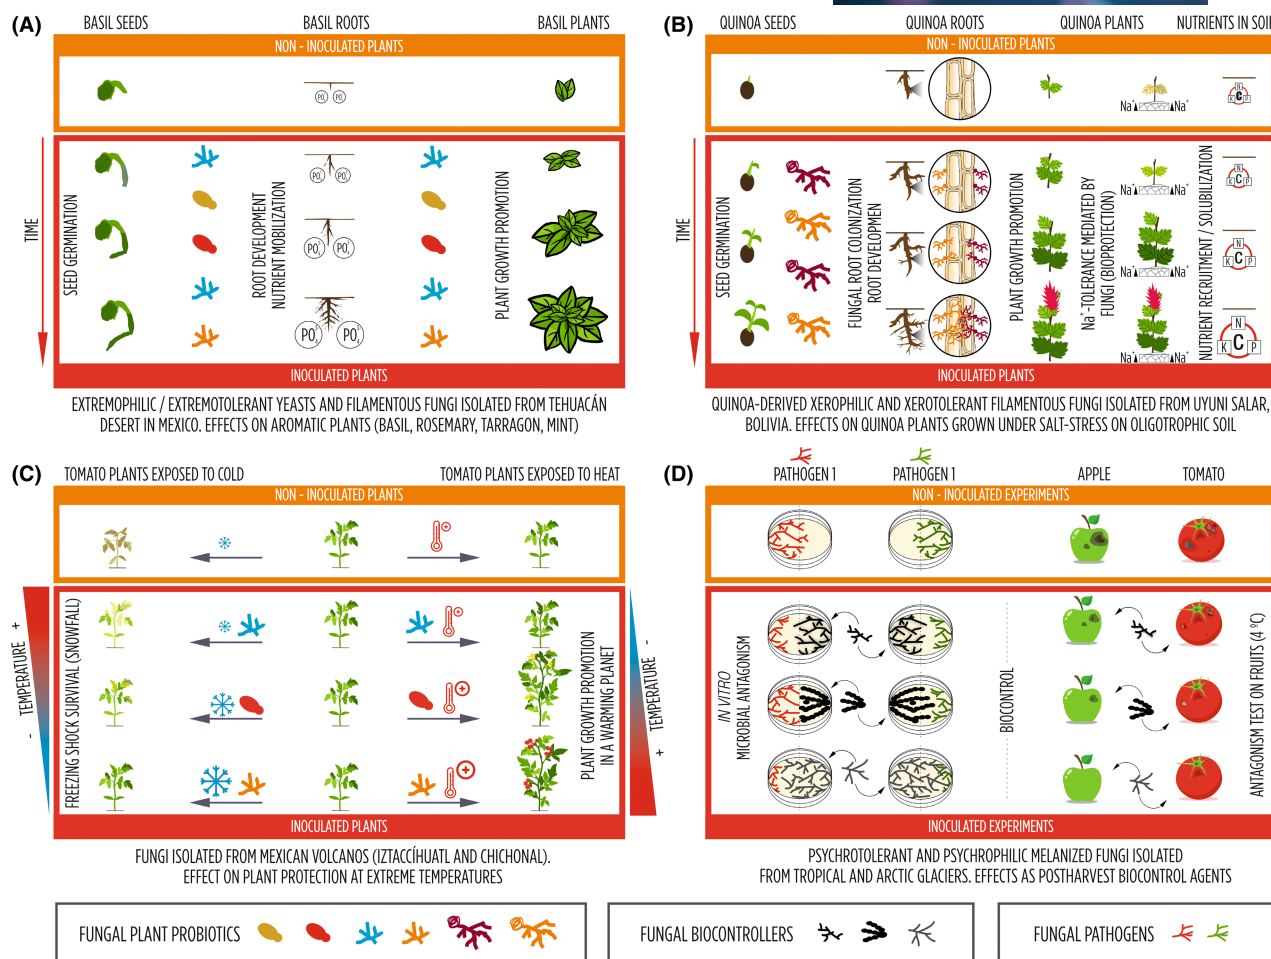 (A)
BASIL SEEDS
BASIL ROOTS
BASIL PLANTS
NON - INOCULATED PLANTS
TIME
SEED GERMINATION
ROOT DEVELOPMENT
NUTRIENT MOBILIZATION
PLANT GROWTH PROMOTION
INOCULATED PLANTS
EXTREMOPHILIC / EXTREMOTOLERANT YEASTS AND FILAMENTOUS FUNGI ISOLATED FROM TEHUACÁN
DESERT IN MEXICO. EFFECTS ON AROMATIC PLANTS (BASIL, ROSEMARY, TARRAGON, MINT)
(B)
QUINOA SEEDS
QUINOA ROOTS
QUINOA PLANTS
NUTRIENTS IN SOIL
NON - INOCULATED PLANTS
Na⁺ Na⁺
N
K C P
TIME
SEED GERMINATION
FUNGAL ROOT COLONIZATION
ROOT DEVELOPMEN
PLANT GROWTH PROMOTION
Na⁺-TOLERANCE MEDIATED BY
FUNGI (BIOPROTECTION)
NUTRIENT RECRUITMENT / SOLUBILIZATION
Na⁺ Na⁺
N
K C P
Na⁺ Na⁺
N
K C P
Na⁺ Na⁺
N
K C P
INOCULATED PLANTS
QUINOA-DERIVED XEROPHILIC AND XEROTOLERANT FILAMENTOUS FUNGI ISOLATED FROM UYUNI SALAR,
BOLIVIA. EFFECTS ON QUINOA PLANTS GROWN UNDER SALT-STRESS ON OLIGOTROPHIC SOIL
(C)
TOMATO PLANTS EXPOSED TO COLD
TOMATO PLANTS EXPOSED TO HEAT
NON - INOCULATED PLANTS
- TEMPERATURE +
FREEZING SHOCK SURVIVAL (SNOWFALL)
PLANT GROWTH PROMOTION
IN A WARMING PLANET
+ TEMPERATURE -
INOCULATED PLANTS
FUNGI ISOLATED FROM MEXICAN VOLCANOS (IZTACCÍHUATL AND CHICHONAL).
EFFECT ON PLANT PROTECTION AT EXTREME TEMPERATURES
(D)
PATHOGEN 1
PATHOGEN 1
APPLE
TOMATO
NON - INOCULATED EXPERIMENTS
IN VITRO
MICROBIAL ANTAGONISM
BIOCONTROL
ANTAGONISM TEST ON FRUITS (4 ºC)
INOCULATED EXPERIMENTS
PSYCHROTOLERANT AND PSYCHROPHILIC MELANIZED FUNGI ISOLATED
FROM TROPICAL AND ARCTIC GLACIERS. EFFECTS AS POSTHARVEST BIOCONTROL AGENTS
FUNGAL PLANT PROBIOTICS
FUNGAL BIOCONTROLLERS
FUNGAL PATHOGENS